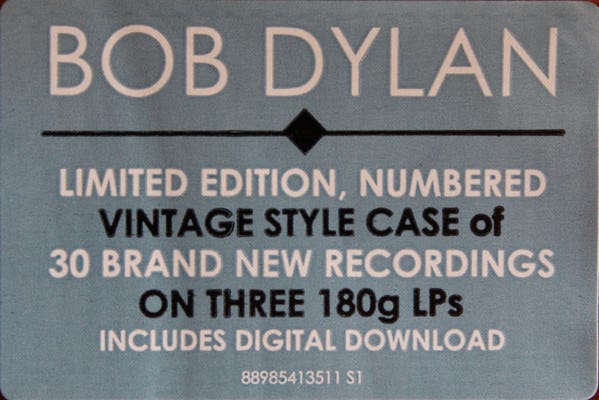 BOB DYLAN
LIMITED EDITION, NUMBERED
VINTAGE STYLE CASE of
30 BRAND NEW RECORDINGS
ON THREE 180g LPs
INCLUDES DIGITAL DOWNLOAD
88985413511 S1